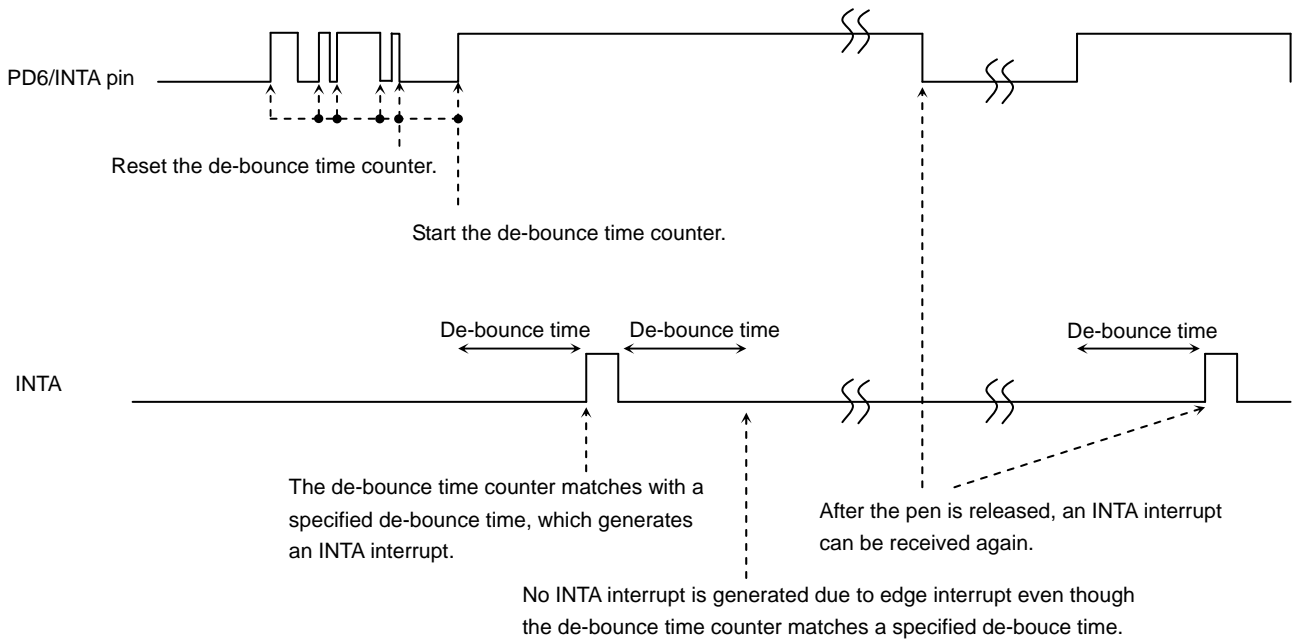 PD6/INTA pin
Reset the de-bounce time counter.
Start the de-bounce time counter.
De-bounce time
De-bounce time
De-bounce time
INTA
The de-bounce time counter matches with a
specified de-bounce time, which generates
an INTA interrupt.
After the pen is released, an INTA interrupt
can be received again.
No INTA interrupt is generated due to edge interrupt even though
the de-bounce time counter matches a specified de-bouce time.